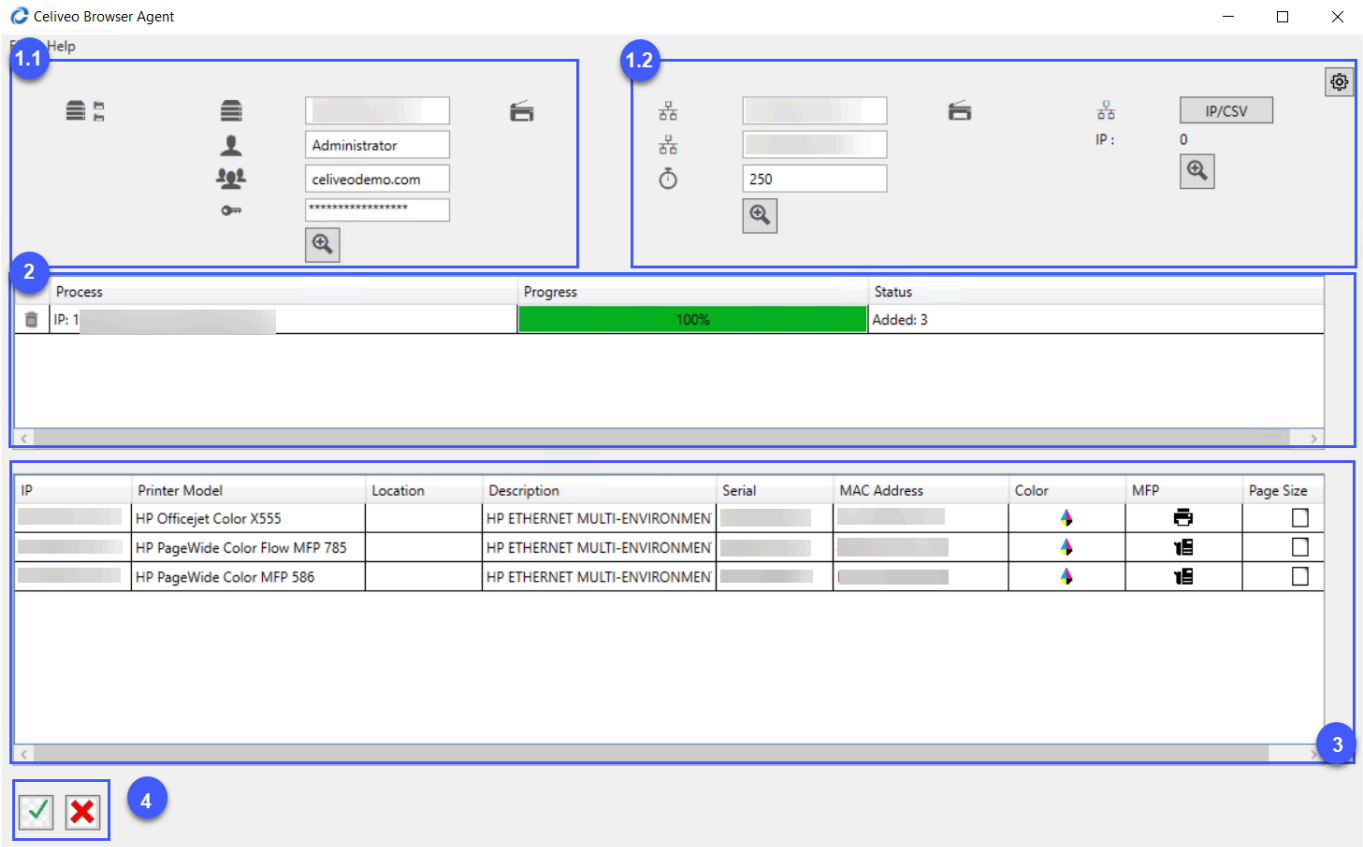 Celiveo Browser Agent
Help
1.1
1.2
IP/CSV
Administrator
IP :
0
celiveodemo.com
250
*****************
2
Process
Progress
Status
IP: 1
100%
Added: 3
IP
Printer Model
Location
Description
Serial
MAC Address
Color
MFP
Page Size
HP Officejet Color X555
HP ETHERNET MULTI-ENVIRONMEN
HP PageWide Color Flow MFP 785
HP ETHERNET MULTI-ENVIRONMEN
HP PageWide Color MFP 586
HP ETHERNET MULTI-ENVIRONMEN
3
4